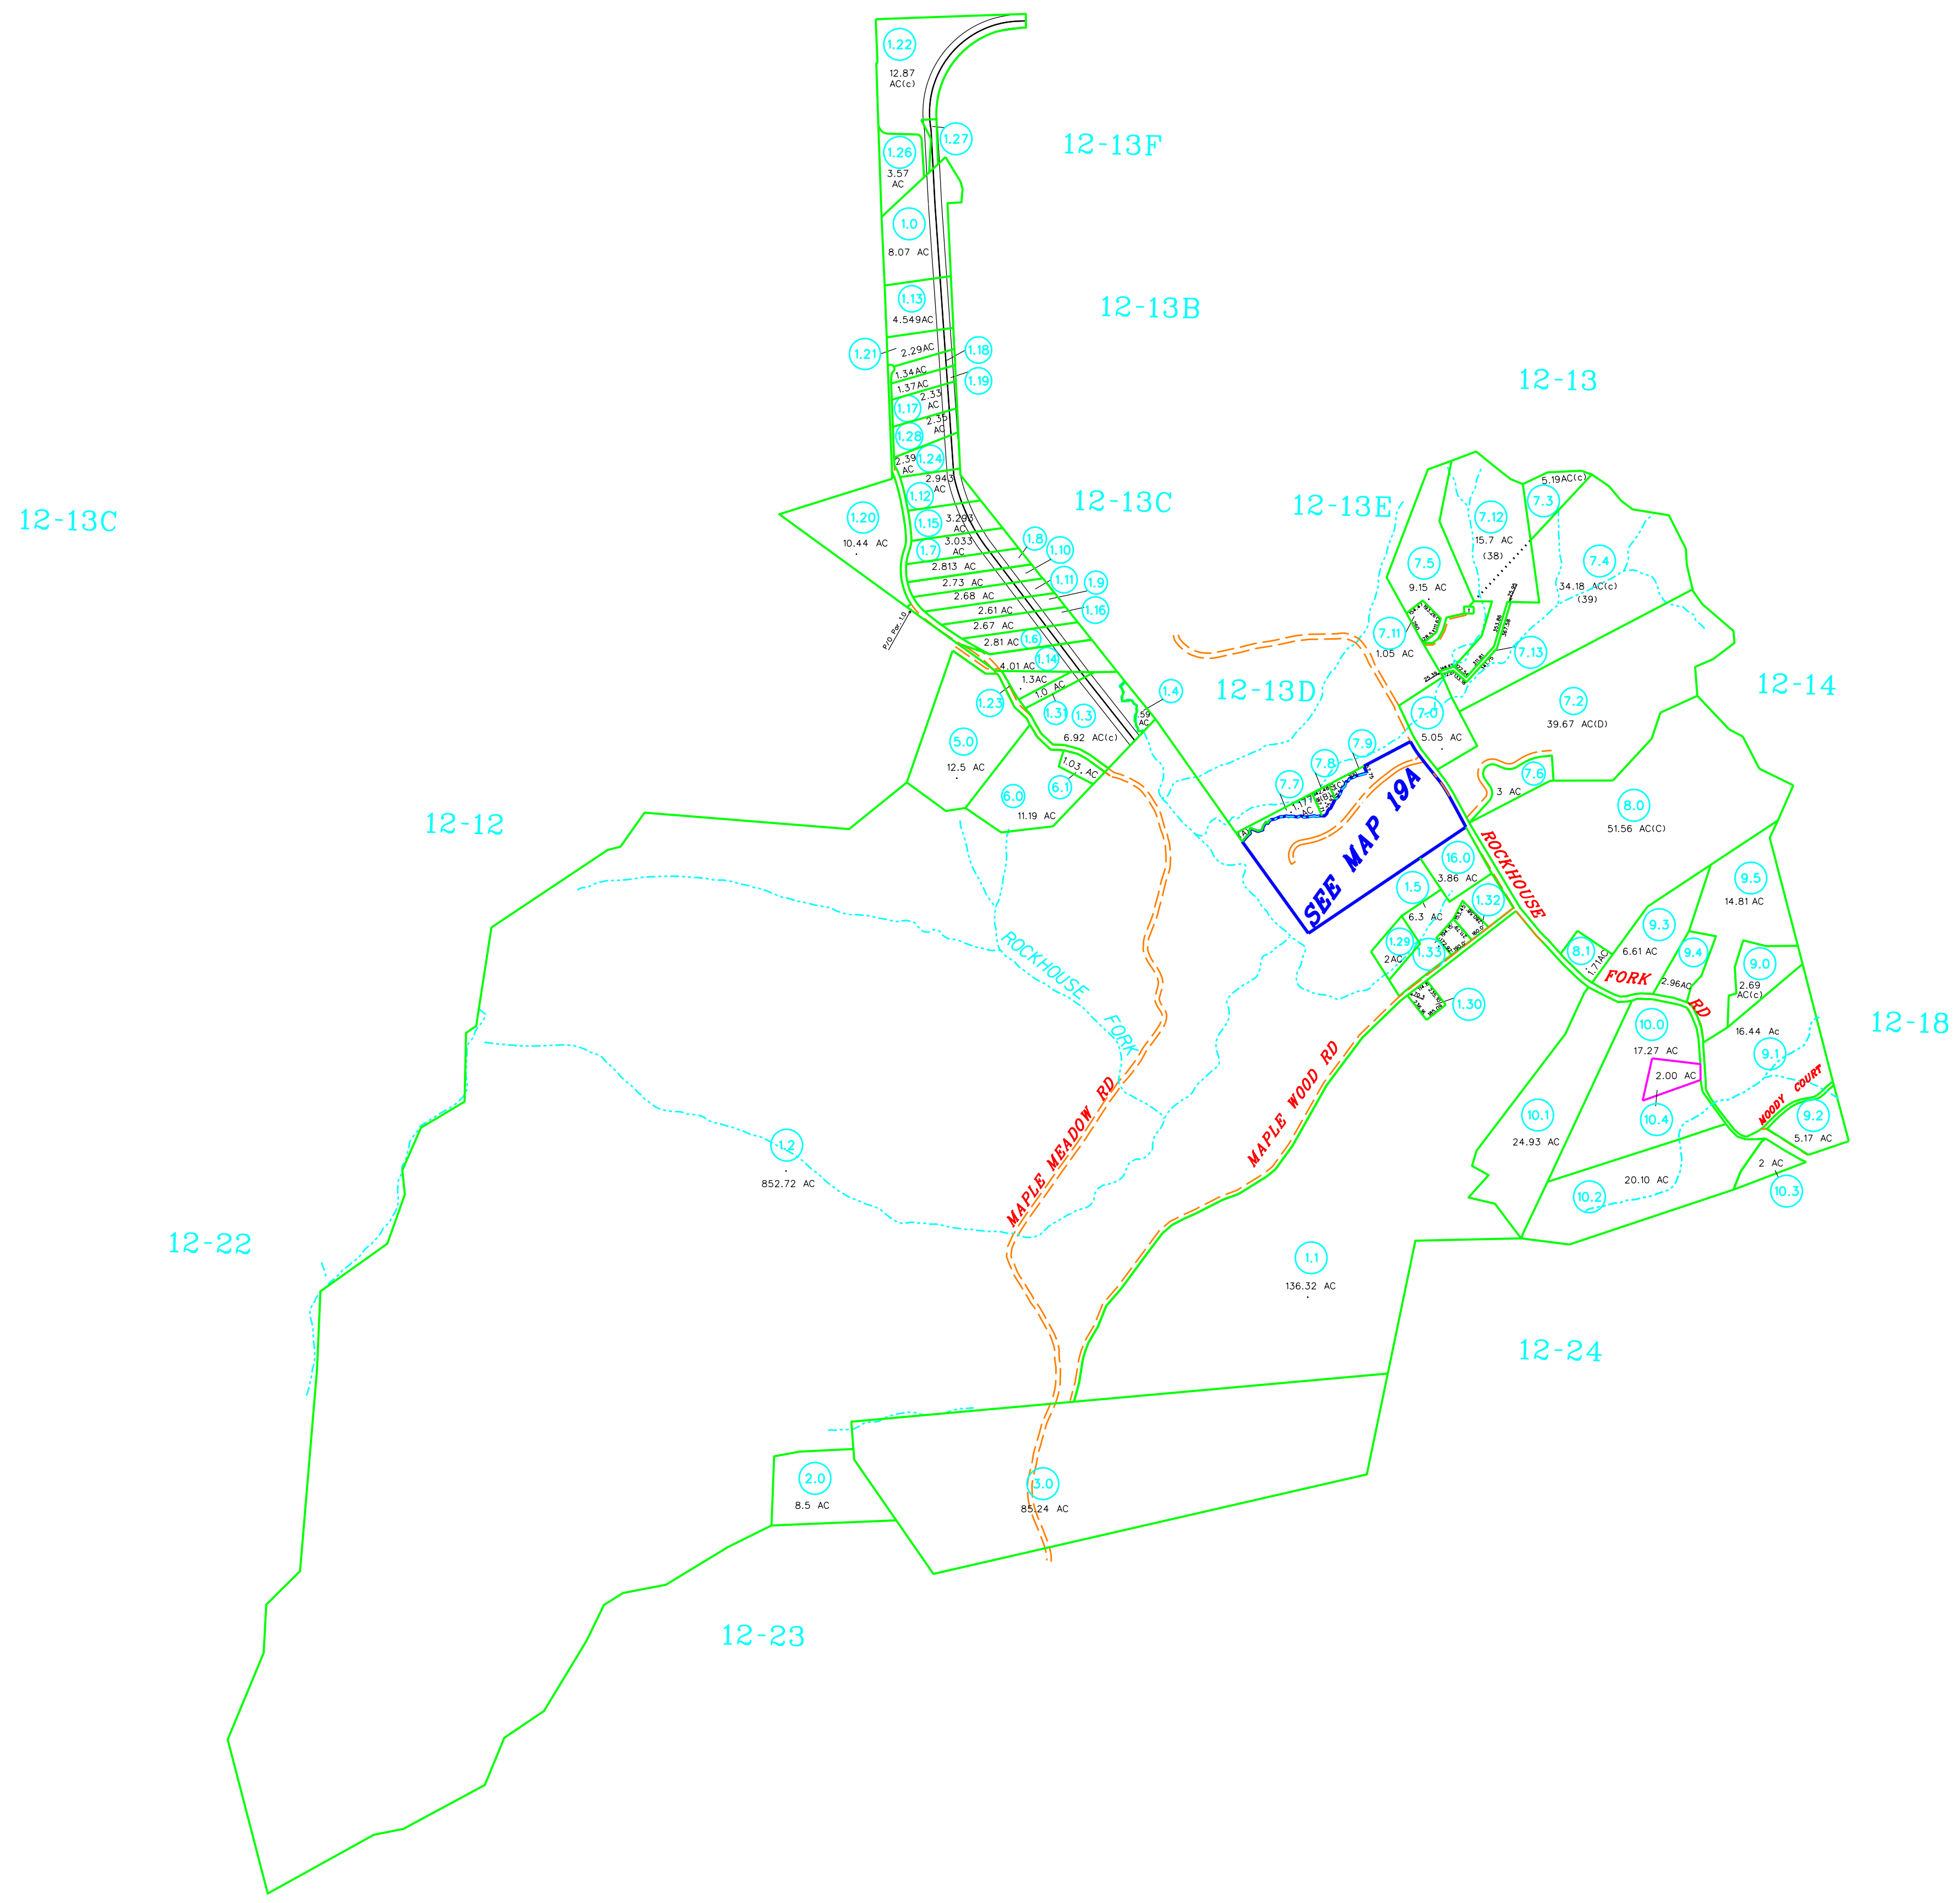 1.22
12.87
AC(c)
1.27
12-13F
1.26
3.57
AC
1.0
8.07 AC
1.13
4.549AC
12-13B
1.21
2.29AC
1.18
1.34AC
1.19
1.37AC
12-13
2.33
AC
1.17
2.35
AC
1.28
2.39
AC
1.24
2.943
AC
1.12
12-13C
12-13C
12-13E
1.20
10.44 AC
1.15
3.293
AC
1.7
3.033
AC
1.8
1.10
2.813 AC
1.11
2.73 AC
1.9
2.68 AC
1.16
2.61 AC
2.67 AC
P/O Par. 1.0
1.6
2.81 AC
1.14
4.01 AC
1.3AC
1.0 AC
1.23
1.31
1.3
6.92 AC(c)
1.4
.59
AC
12-13D
5.19AC(c)
7.3
7.12
15.7 AC
(38)
7.5
9.15 AC
7.4
34.18 AC(c)
(39)
7.11
1.05 AC
7.13
7.2
39.67 AC(D)
12-14
7.0
5.05 AC
5.0
12.5 AC
1.03 AC
6.1
6.0
11.19 AC
7.9
7.8
7.7
1.177
AC
SEE MAP 19A
7.6
3 AC
8.0
51.56 AC(C)
12-12
ROCKHOUSE
16.0
3.86 AC
1.5
6.3 AC
1.32
1.29
2AC
1.33
1.30
8.1
1.71AC
9.3
6.61 AC
9.5
14.81 AC
9.4
2.96AC
9.0
2.69
AC(c)
FORK
RD
12-18
ROCKHOUSE
FORK
10.0
17.27 AC
16.44 Ac
9.1
2.00 AC
10.4
MOODY COURT
9.2
5.17 AC
10.1
24.93 AC
2 AC
10.3
20.10 AC
10.2
MAPLE MEADOW RD
MAPLE WOOD RD
1.2
852.72 AC
12-22
1.1
136.32 AC
12-24
2.0
8.5 AC
3.0
85.24 AC
12-23